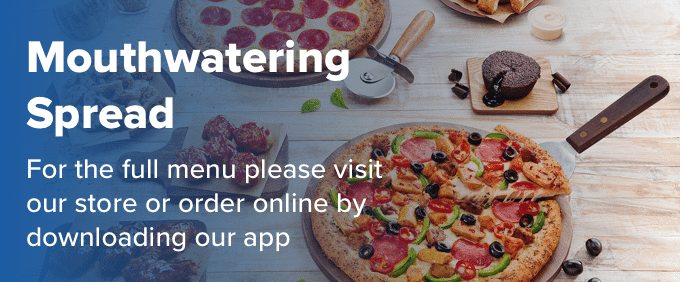 Mouthwatering
Spread
For the full menu please visit
our store or order online by
downloading our app